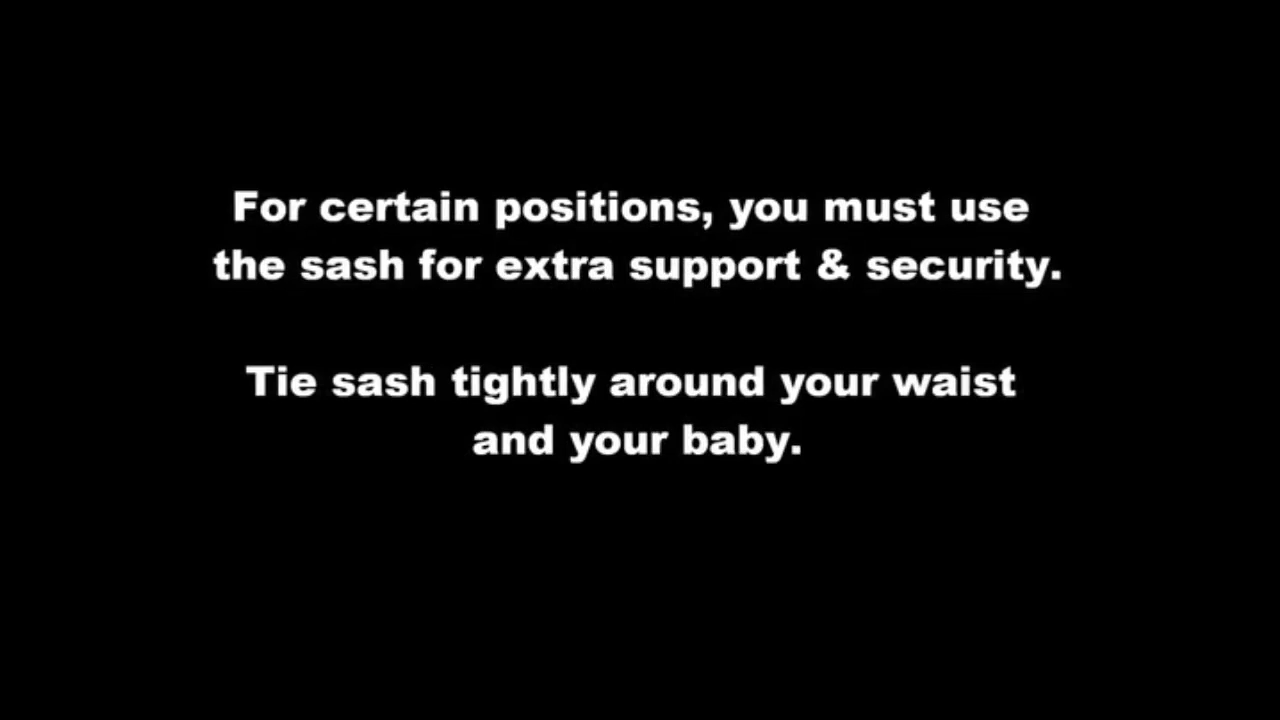 For certain positions, you must use
the sash for extra support & security.
Tie sash tightly around your waist
and your baby.